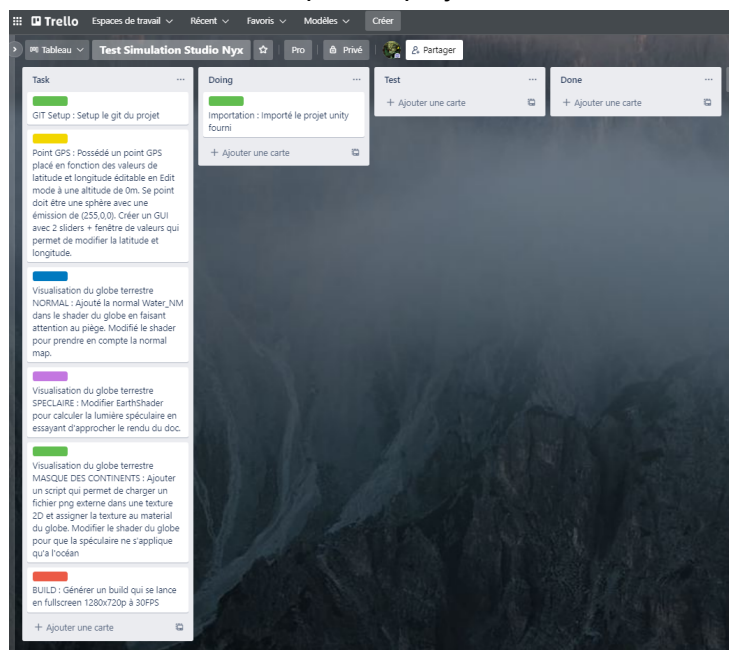 Trello Espaces de travail Récent Favoris Modèles Créer
Tableau Test Simulation Studio Nyx Pro Privé Partager
Task
GIT Setup : Setup le git du projet
Point GPS : Possédé un point GPS
placé en fonction des valeurs de
latitude et longitude éditable en Edit
mode à une altitude de 0m. Se point
doit être une sphère avec une
émission de (255,0,0). Créer un GUI
avec 2 sliders + fenêtre de valeurs qui
permet de modifier la latitude et
longitude.
Visualisation du globe terrestre
NORMAL : Ajouté la normal Water_NM
dans le shader du globe en faisant
attention au piège. Modifié le shader
pour prendre en compte la normal
map.
Visualisation du globe terrestre
SPECLAIRE : Modifier EarthShader
pour calculer la lumière spéculaire en
essayant d'approcher le rendu du doc.
Visualisation du globe terrestre
MASQUE DES CONTINENTS : Ajouter
un script qui permet de charger un
fichier png externe dans une texture
2D et assigner la texture au material
du globe. Modifier le shader du globe
pour que la spéculaire ne s'applique
qu'a l'océan
BUILD : Générer un build qui se lance
en fullscreen 1280x720p à 30FPS
+ Ajouter une carte
Doing
Importation : Importé le projet unity
fourni
+ Ajouter une carte
Test
+ Ajouter une carte
Done
+ Ajouter une carte